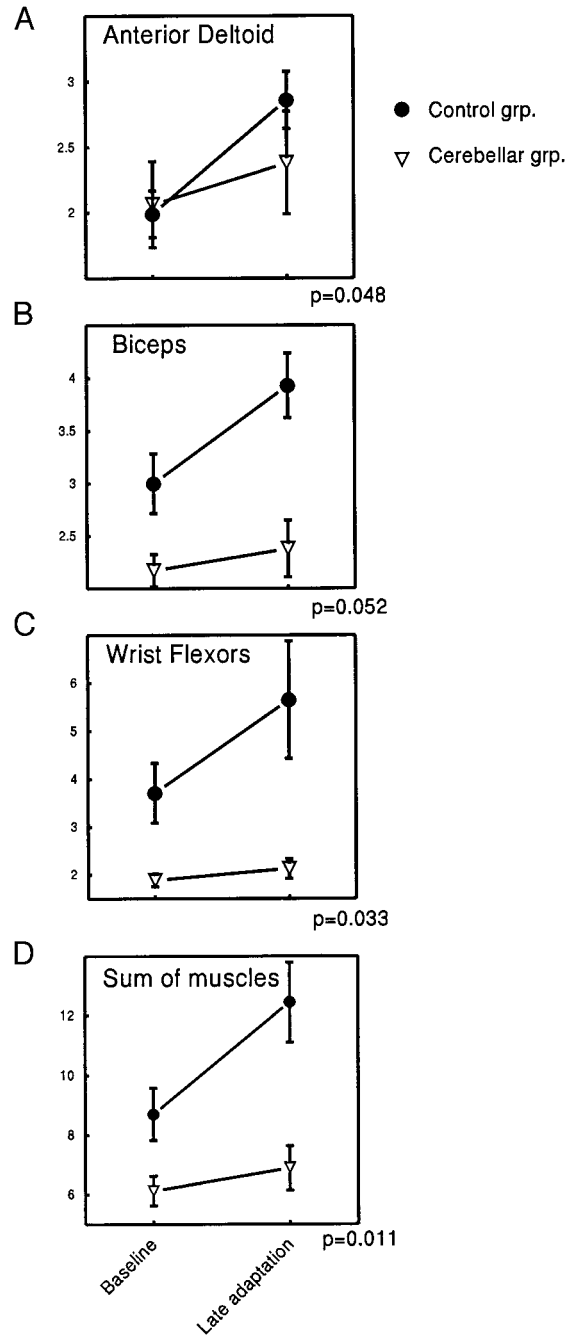 A
Anterior Deltoid
3
2.5
2
Control grp.
Cerebellar grp.
p=0.048
B
Biceps
4
3.5
3
2.5
p=0.052
C
Wrist Flexors
6
5
4
3
2
p=0.033
D
Sum of muscles
12
10
8
6
Baseline
Late adaptation
p=0.011